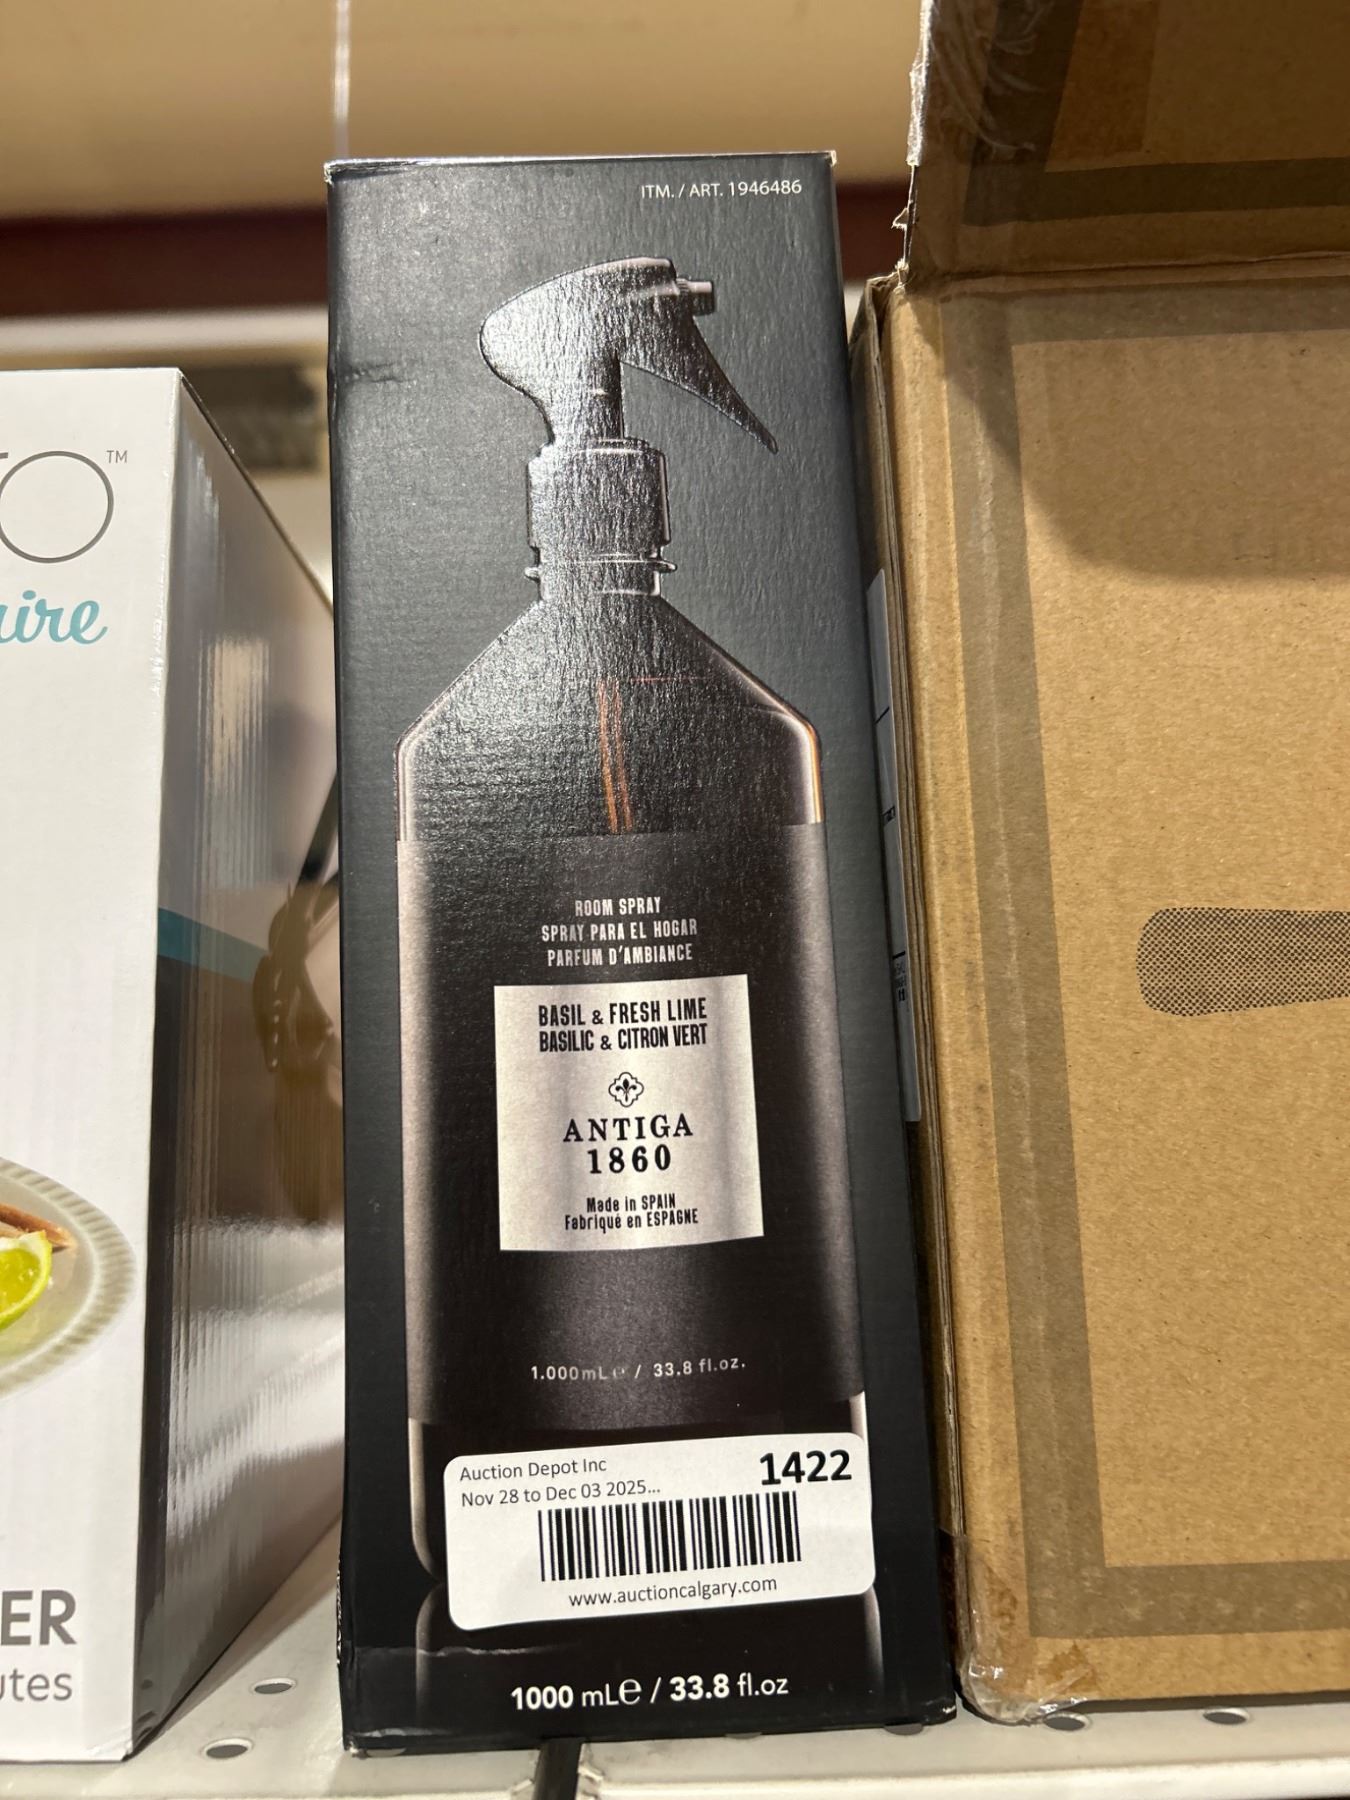 ITM. / ART. 1946486
ROOM SPRAY
SPRAY PARA EL HOGAR
PARFUM D'AMBIANCE
BASIL & FRESH LIME
BASILIC & CITRON VERT
ANTIGA
1860
Made in SPAIN
Fabriqué en ESPAGNE
1.000mL℮ / 33.8 fl.oz.
Auction Depot Inc
1422
Nov 28 to Dec 03 2025...
www.auctioncalgary.com
1000 mL℮ / 33.8 fl.oz